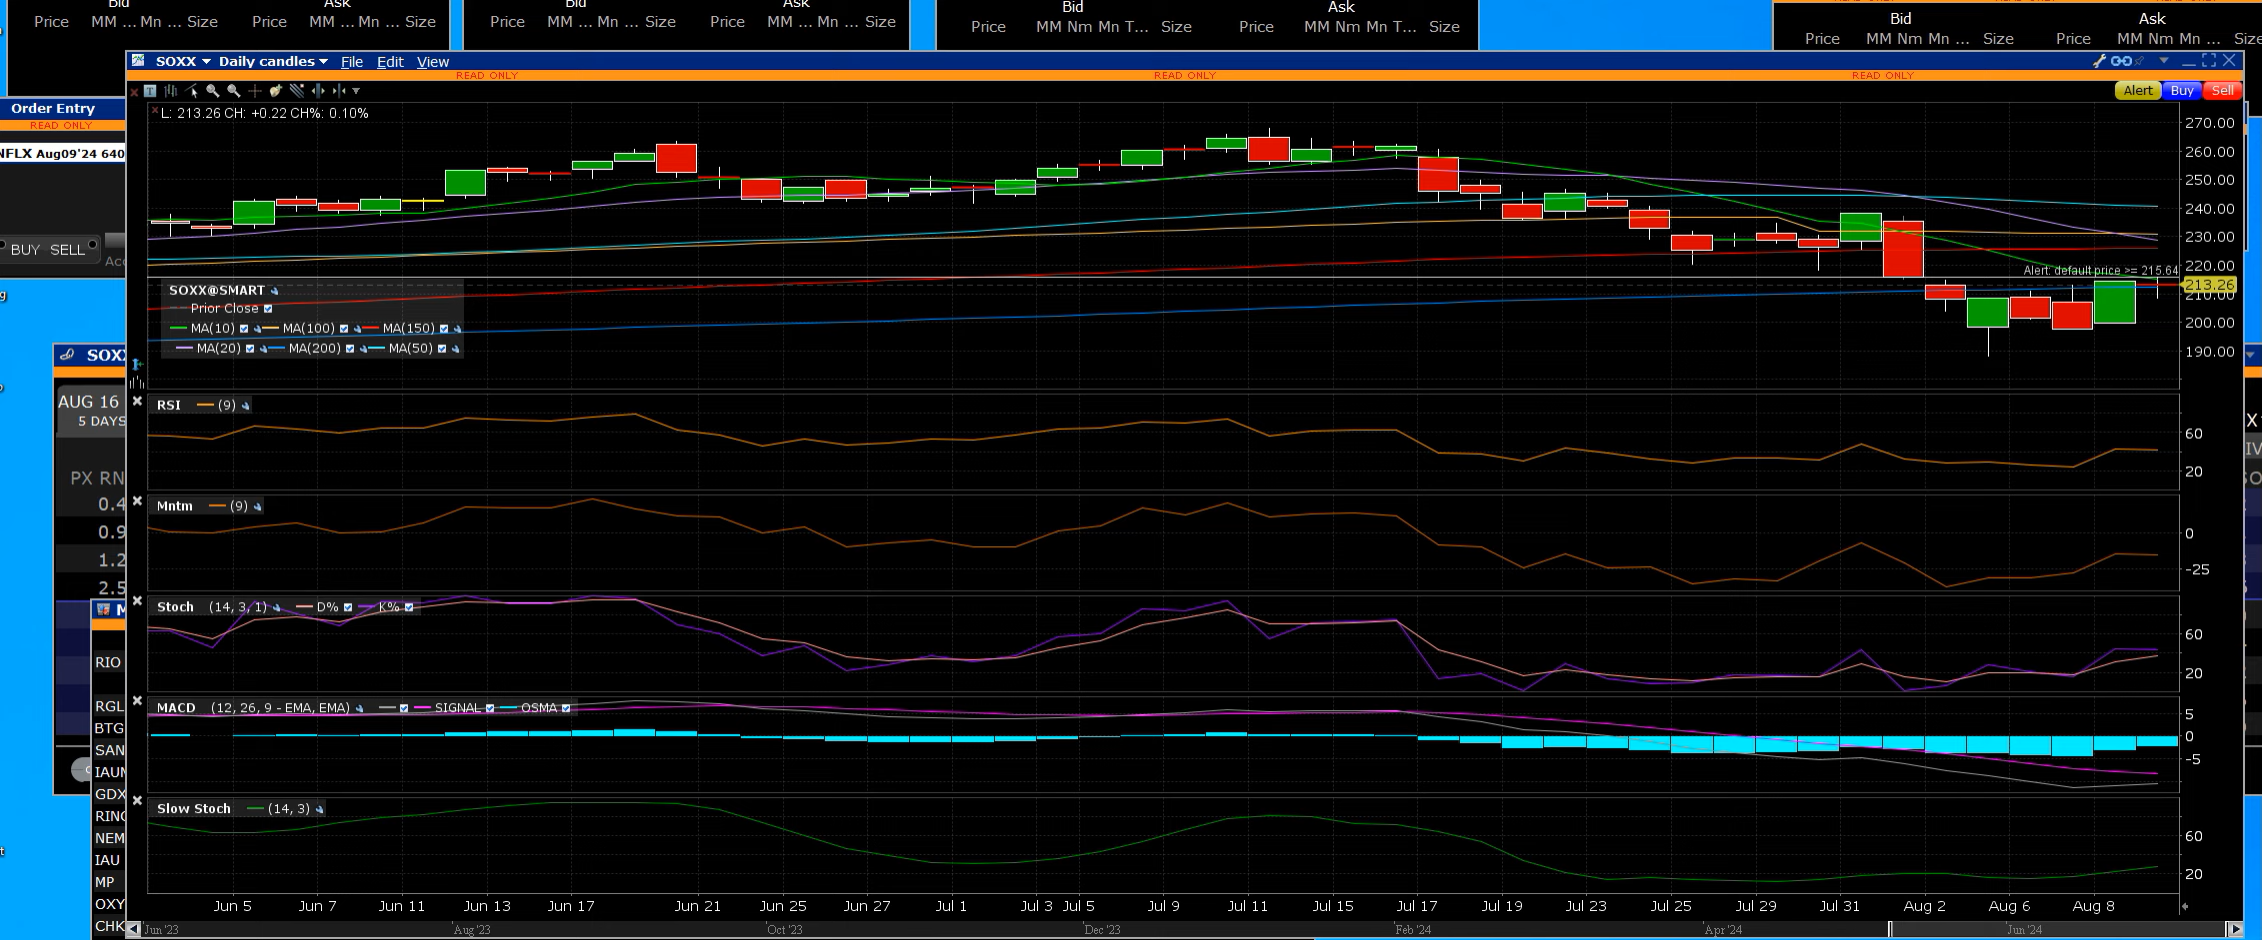 Bid Ask Bid Ask Bid Ask READ ONLY READ ONLY READ ONLY
Price MM ... Mn ... Size Price MM ... Mn ... Size Price MM ... Mn ... Size Price MM ... Mn ... Size Price MM Nm Mn T... Size Price MM Nm Mn T... Size Bid Ask
Price MM Nm Mn ... Size Price MM Nm Mn ... Size
SOXX Daily candles File Edit View
READ ONLY READ ONLY READ ONLY
Alert Buy Sell
Order Entry
READ ONLY
NFLX Aug09'24 640
BUY SELL
L: 213.26 CH: +0.22 CH%: 0.10%
270.00
260.00
250.00
240.00
230.00
220.00
Alert: default price >= 215.64
213.26
210.00
200.00
190.00
SOXX@SMART
Prior Close
MA(10) MA(100) MA(150)
MA(20) MA(200) MA(50)
SOXX
AUG 16
5 DAYS
PX RN
0.4
0.9
1.2
2.5
RSI (9)
60
20
Mntm (9)
0
-25
Stoch (14, 3, 1) D% K%
60
20
MACD (12, 26, 9 - EMA, EMA) SIGNAL OSMA
5
0
-5
Slow Stoch (14, 3)
60
20
M
RIO
RGL
BTG
SAN
IAUM
GDX
RING
NEM
IAU
MP
OXY
CHK
Jun 5 Jun 7 Jun 11 Jun 13 Jun 17 Jun 21 Jun 25 Jun 27 Jul 1 Jul 3 Jul 5 Jul 9 Jul 11 Jul 15 Jul 17 Jul 19 Jul 23 Jul 25 Jul 29 Jul 31 Aug 2 Aug 6 Aug 8
Jun '23 Aug'23 Oct '23 Dec '23 Feb '24 Apr '24 Jun '24